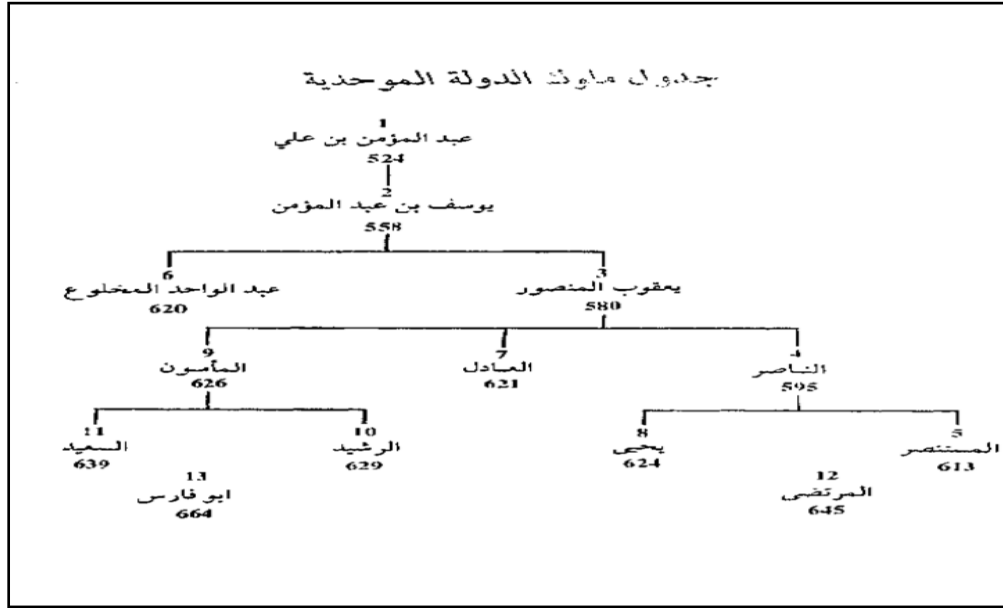 جدول ملوك الدولة الموحدية
1
عبد المؤمن بن علي
524
2
يوسف بن عبد المؤمن
558
3
يعقوب المنصور
580
6
عبد الواحد المخلوع
620
4
الناصر
595
7
العادل
621
9
المأمون
626
5
المستنصر
613
8
يحيى
624
10
الرشيد
629
11
السعيد
639
12
المرتضى
645
13
ابو فارس
664